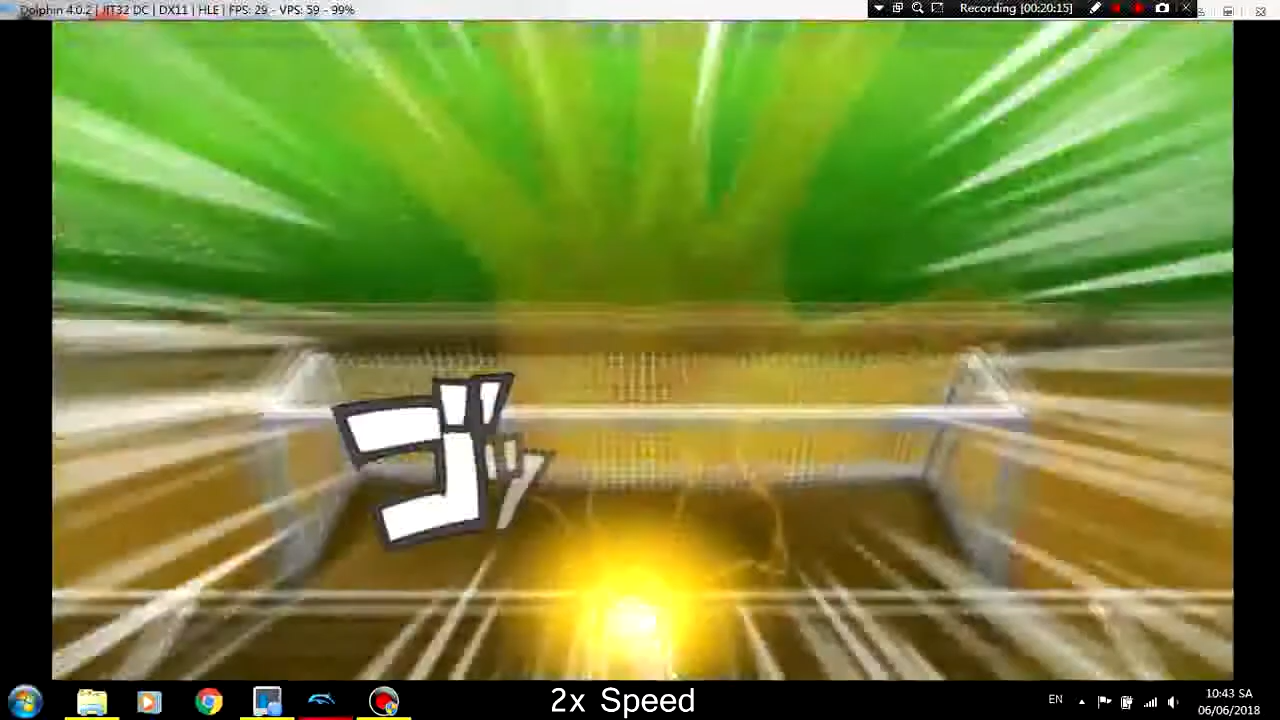 Dolphin 4.0.2 | JIT32 DC | DX11 | HLE | FPS: 29 - VPS: 59 - 99%
Recording [00:20:15]
ゴッ
2x Speed
EN
10:43 SA
06/06/2018